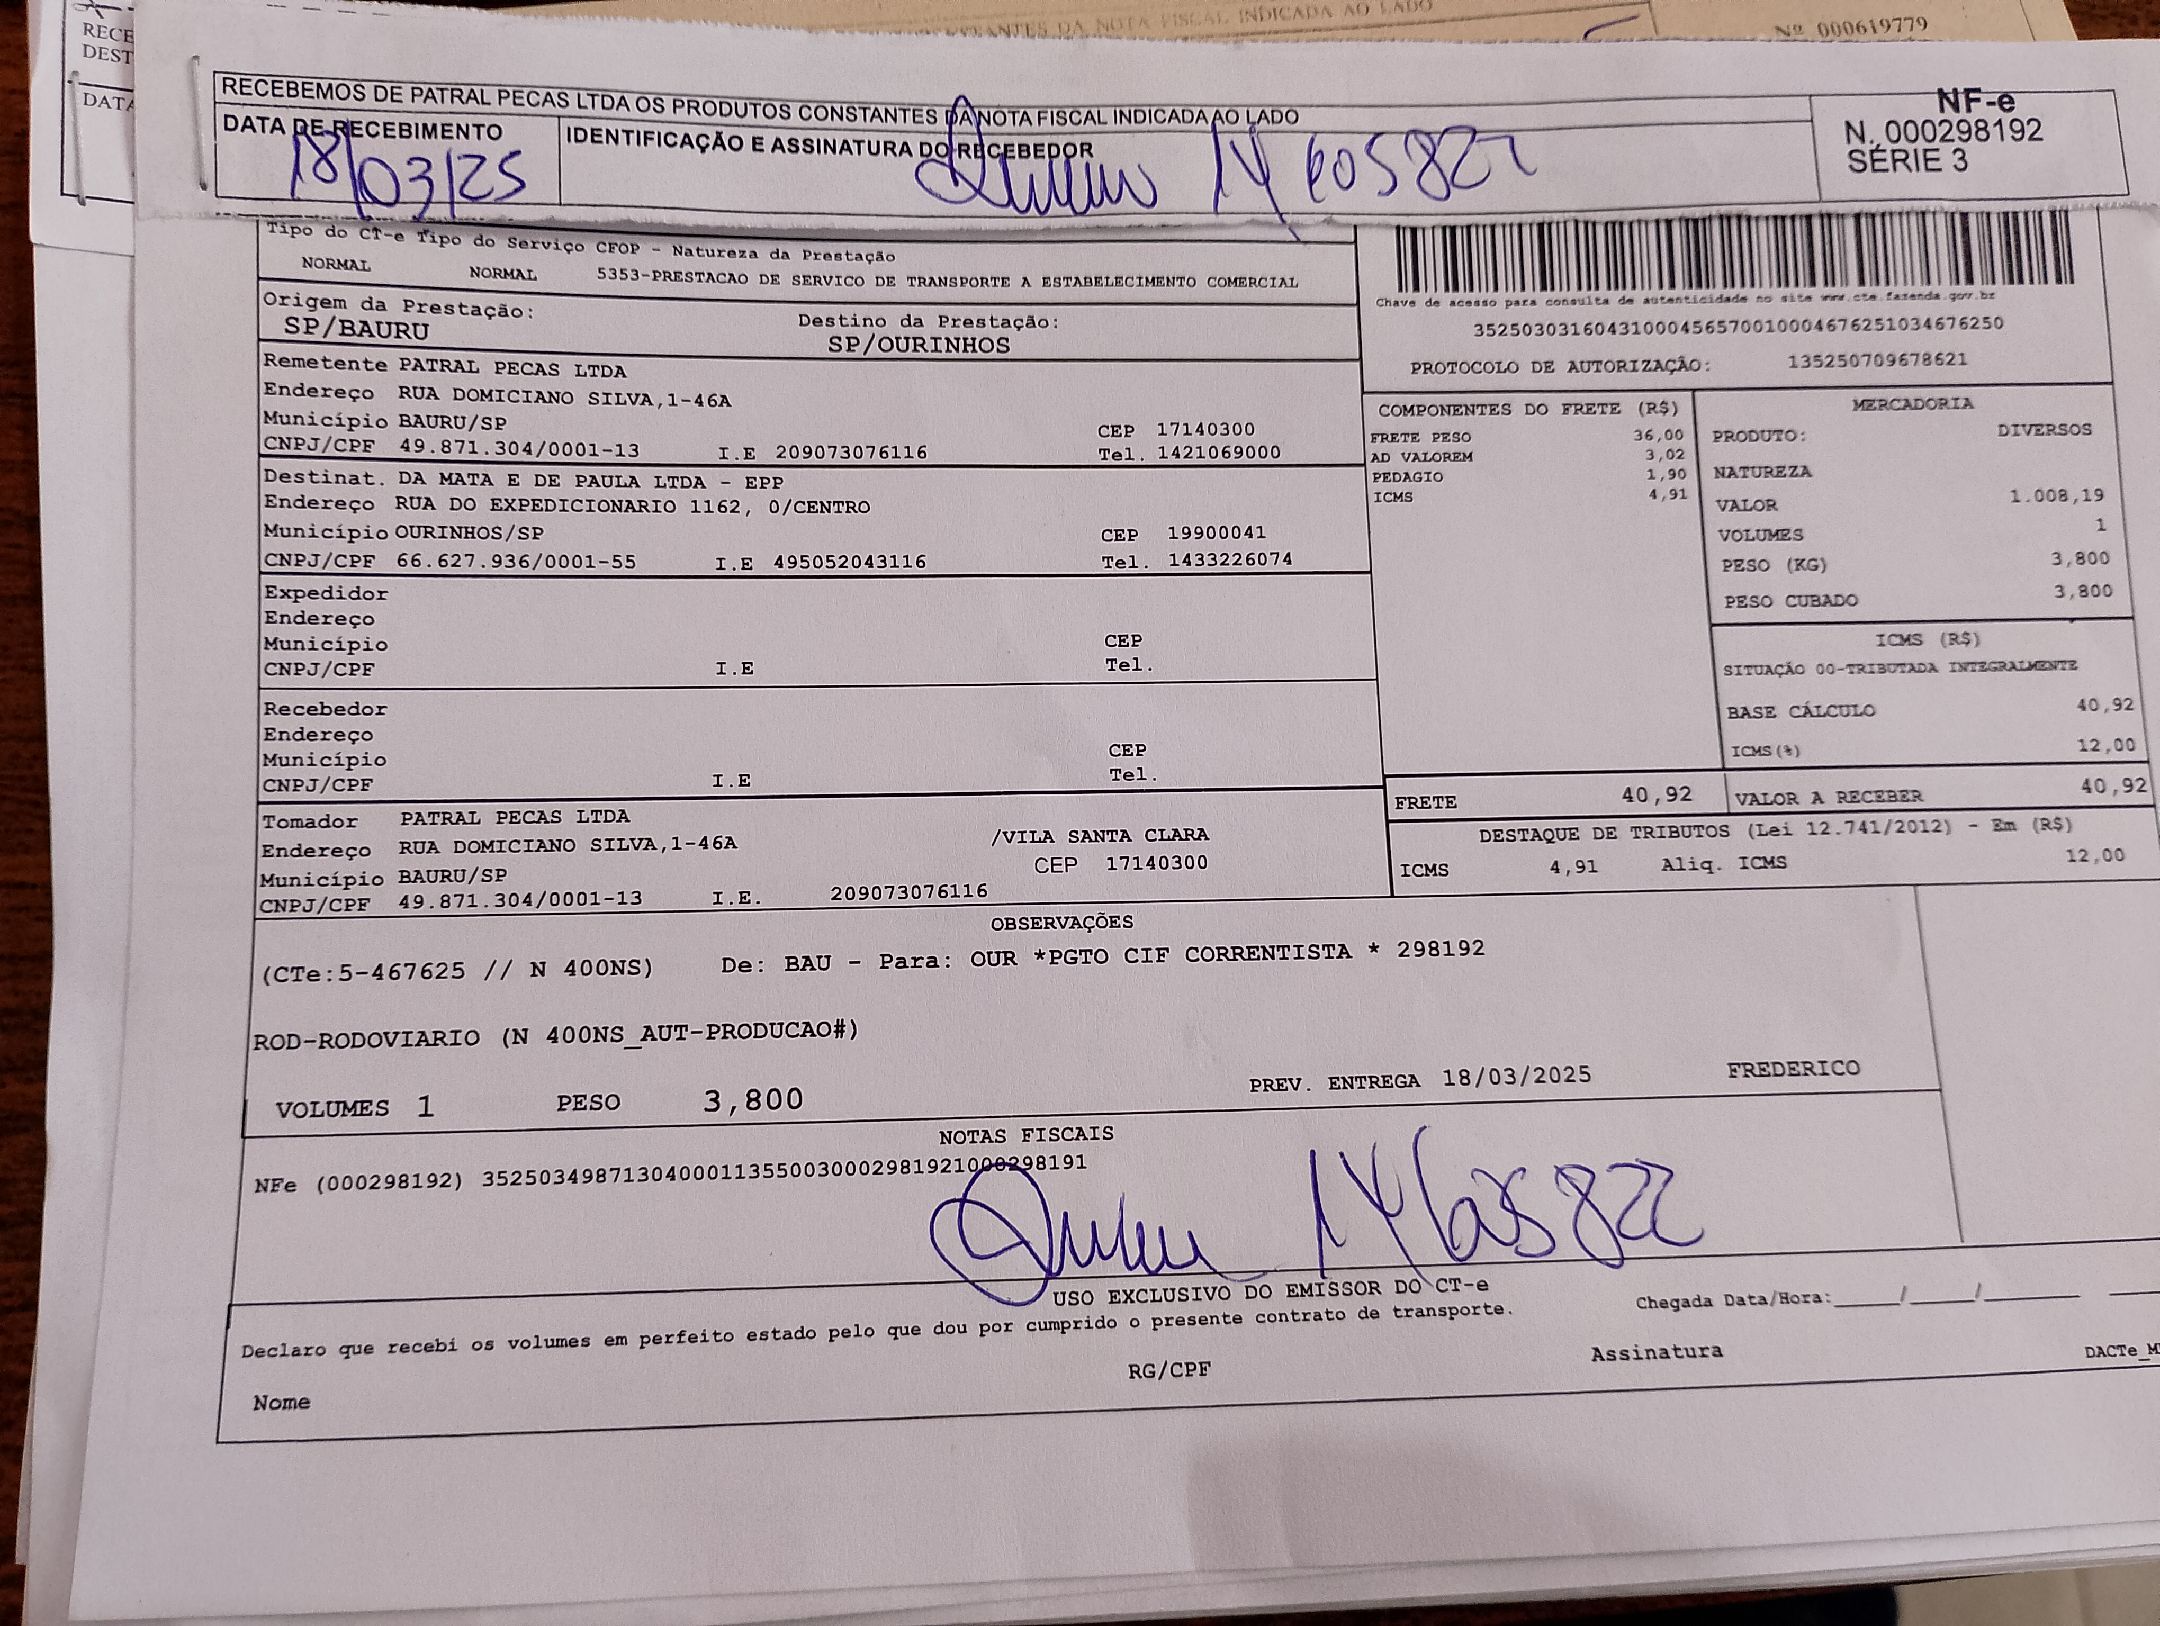 RECE
DEST
DATA
DA NOTA FISCAL INDICADA AO LADO
Nº 000619779
RECEBEMOS DE PATRAL PECAS LTDA OS PRODUTOS CONSTANTES DA NOTA FISCAL INDICADA AO LADO
DATA DE RECEBIMENTO
18/03/25
IDENTIFICAÇÃO E ASSINATURA DO RECEBEDOR
NF-e
N. 000298192
SÉRIE 3
Tipo do CT-e Tipo do Serviço CFOP - Natureza da Prestação
NORMAL NORMAL 5353-PRESTACAO DE SERVICO DE TRANSPORTE A ESTABELECIMENTO COMERCIAL
Origem da Prestação: Destino da Prestação:
SP/BAURU SP/OURINHOS
Chave de acesso para consulta de autenticidade no site www.cte.fazenda.gov.br
35250303160431000456570010004676251034676250
PROTOCOLO DE AUTORIZAÇÃO: 135250709678621
Remetente PATRAL PECAS LTDA
Endereço RUA DOMICIANO SILVA,1-46A
Município BAURU/SP CEP 17140300
CNPJ/CPF 49.871.304/0001-13 I.E 209073076116 Tel. 1421069000
Destinat. DA MATA E DE PAULA LTDA - EPP
Endereço RUA DO EXPEDICIONARIO 1162, 0/CENTRO
Município OURINHOS/SP CEP 19900041
CNPJ/CPF 66.627.936/0001-55 I.E 495052043116 Tel. 1433226074
Expedidor
Endereço
Município CEP
CNPJ/CPF I.E Tel.
Recebedor
Endereço
Município CEP
CNPJ/CPF I.E Tel.
Tomador PATRAL PECAS LTDA
Endereço RUA DOMICIANO SILVA,1-46A /VILA SANTA CLARA
Município BAURU/SP CEP 17140300
CNPJ/CPF 49.871.304/0001-13 I.E. 209073076116
COMPONENTES DO FRETE (R$)
FRETE PESO 36,00
AD VALOREM 3,02
PEDAGIO 1,90
ICMS 4,91
MERCADORIA
PRODUTO: DIVERSOS
NATUREZA
VALOR 1.008,19
VOLUMES 1
PESO (KG) 3,800
PESO CUBADO 3,800
ICMS (R$)
SITUAÇÃO 00-TRIBUTADA INTEGRALMENTE
BASE CÁLCULO 40,92
ICMS(%) 12,00
FRETE 40,92 VALOR A RECEBER 40,92
DESTAQUE DE TRIBUTOS (Lei 12.741/2012) - Em (R$)
ICMS 4,91 Aliq. ICMS 12,00
OBSERVAÇÕES
(CTe:5-467625 // N 400NS) De: BAU - Para: OUR *PGTO CIF CORRENTISTA * 298192
ROD-RODOVIARIO (N 400NS_AUT-PRODUCAO#)
VOLUMES 1 PESO 3,800 PREV. ENTREGA 18/03/2025 FREDERICO
NOTAS FISCAIS
NFe (000298192) 35250349871304000113550030002981921000298191
USO EXCLUSIVO DO EMISSOR DO CT-e
Declaro que recebi os volumes em perfeito estado pelo que dou por cumprido o presente contrato de transporte. Chegada Data/Hora:_____/_____/_______
Nome RG/CPF Assinatura DACTe_M